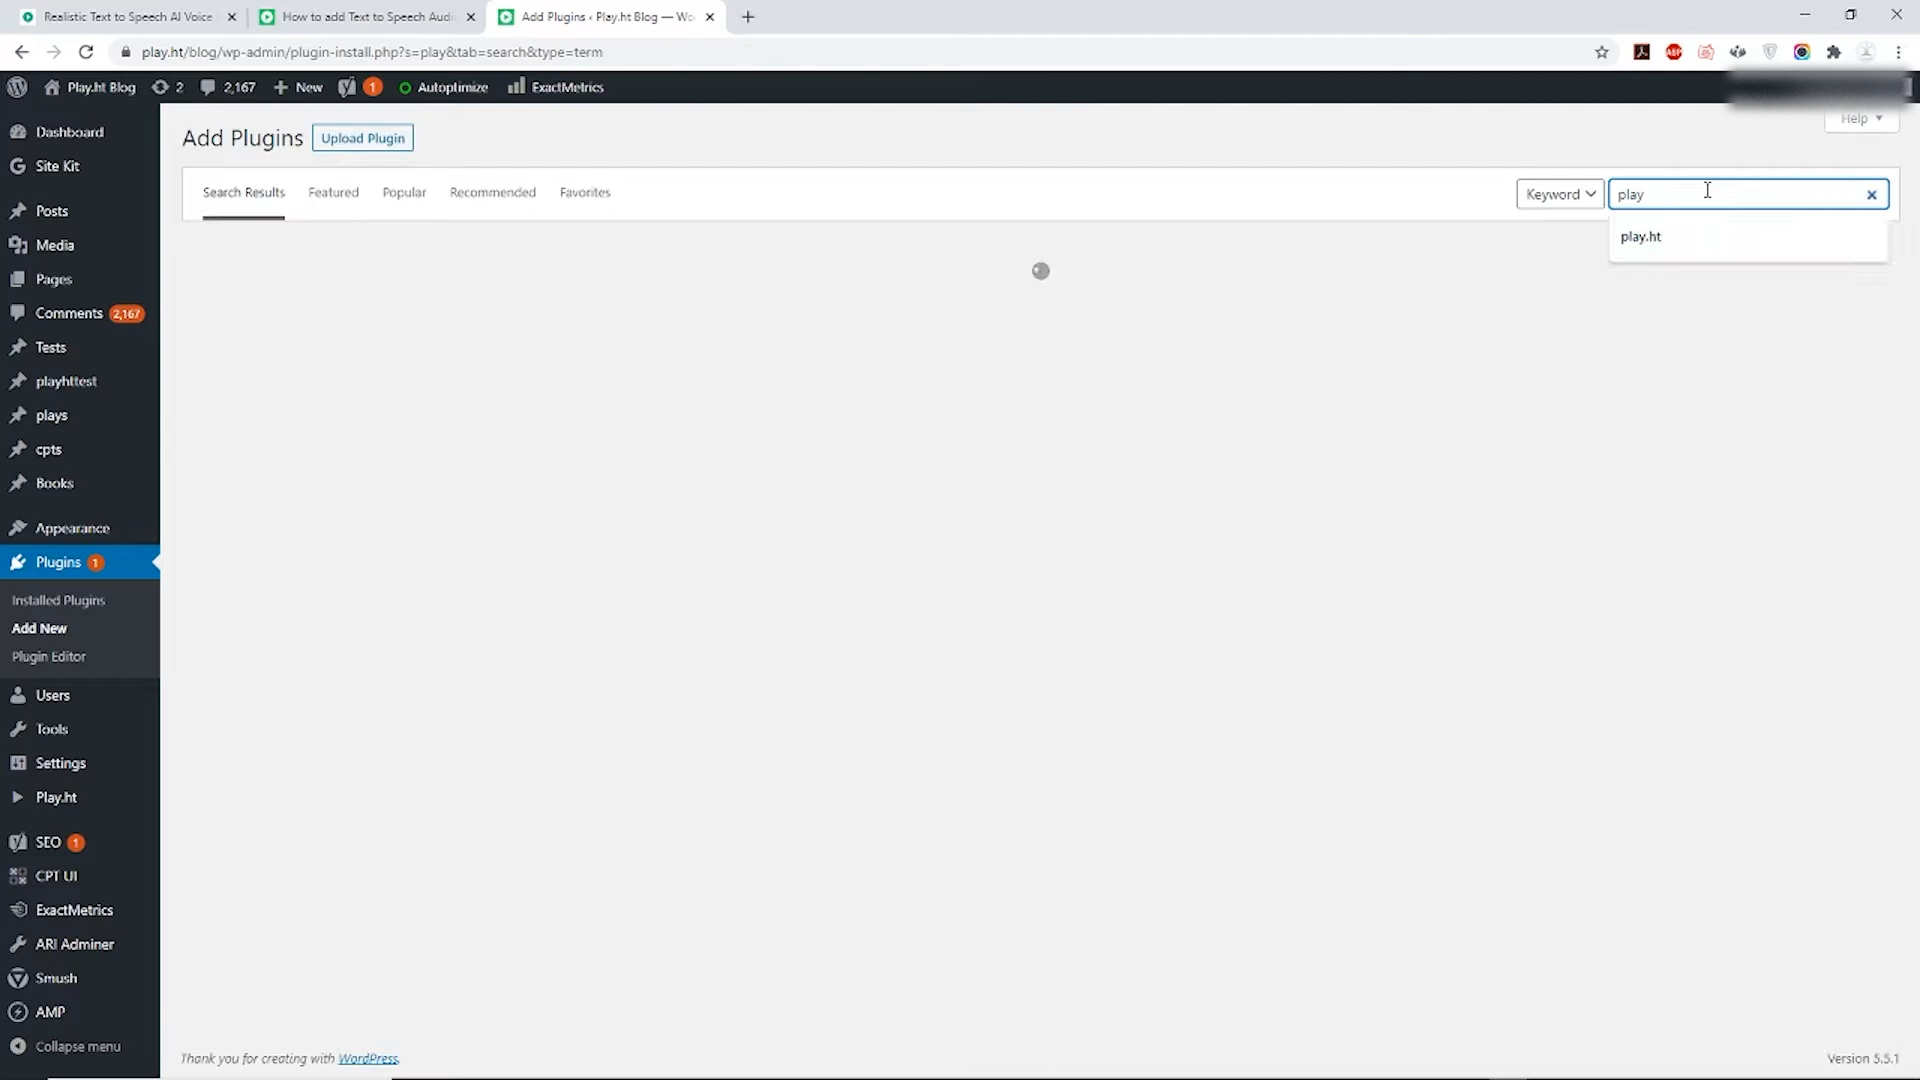 Realistic Text to Speech AI Voice
How to add Text to Speech Audi
Add Plugins ‹ Play.ht Blog — Wo
play.ht/blog/wp-admin/plugin-install.php?s=play&tab=search&type=term
ABP
Play.ht Blog
2
2,167
New
1
Autoptimize
ExactMetrics
Help
Dashboard
Site Kit
Posts
Media
Pages
Comments 2,167
Tests
playhttest
plays
cpts
Books
Appearance
Plugins 1
Installed Plugins
Add New
Plugin Editor
Users
Tools
Settings
Play.ht
SEO 1
CPT UI
ExactMetrics
ARI Adminer
Smush
AMP
Collapse menu
Add Plugins
Upload Plugin
Search Results
Featured
Popular
Recommended
Favorites
Keyword
play
play.ht
Thank you for creating with WordPress.
Version 5.5.1